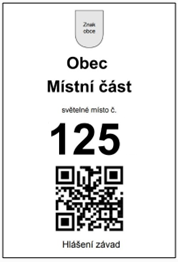 Znak
obce
Obec
Místní část
světelné místo č.
125
Hlášení závad